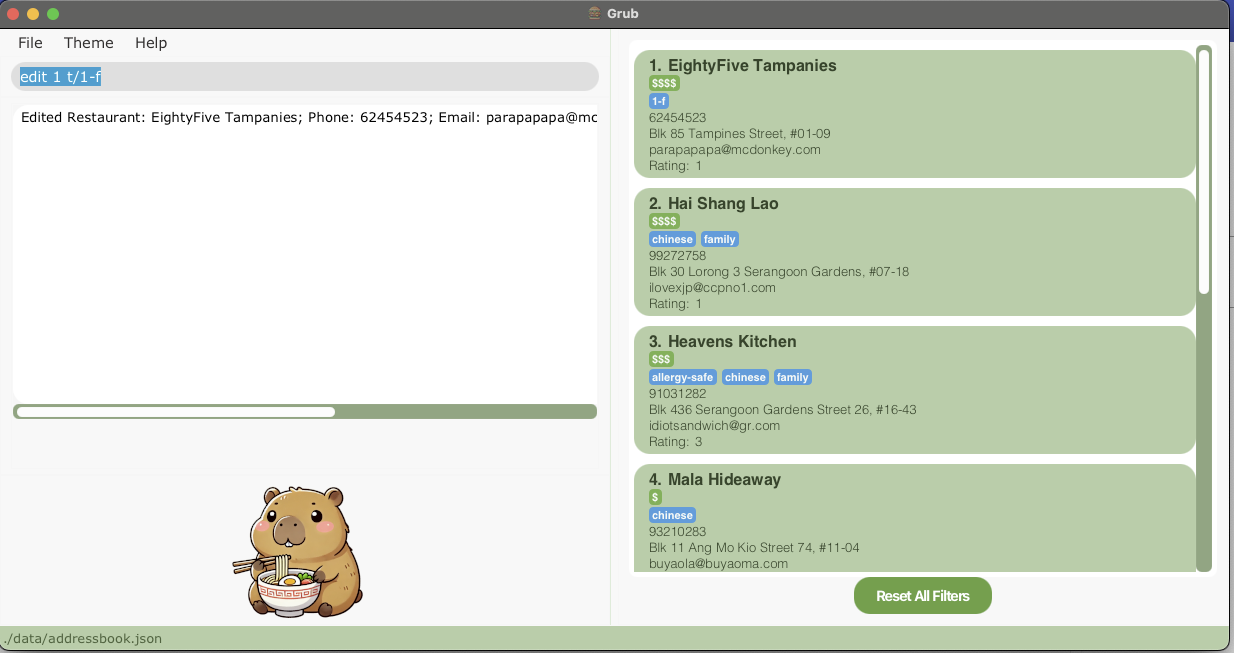 Grub
File Theme Help
edit 1 t/1-f
Edited Restaurant: EightyFive Tampanies; Phone: 62454523; Email: parapapapa@mc
1. EightyFive Tampanies
$$$$
1-f
62454523
Blk 85 Tampines Street, #01-09
parapapapa@mcdonkey.com
Rating: 1
2. Hai Shang Lao
$$$$
chinese family
99272758
Blk 30 Lorong 3 Serangoon Gardens, #07-18
ilovexjp@ccpno1.com
Rating: 1
3. Heavens Kitchen
$$$
allergy-safe chinese family
91031282
Blk 436 Serangoon Gardens Street 26, #16-43
idiotsandwich@gr.com
Rating: 3
4. Mala Hideaway
$
chinese
93210283
Blk 11 Ang Mo Kio Street 74, #11-04
buyaola@buyaoma.com
Reset All Filters
./data/addressbook.json